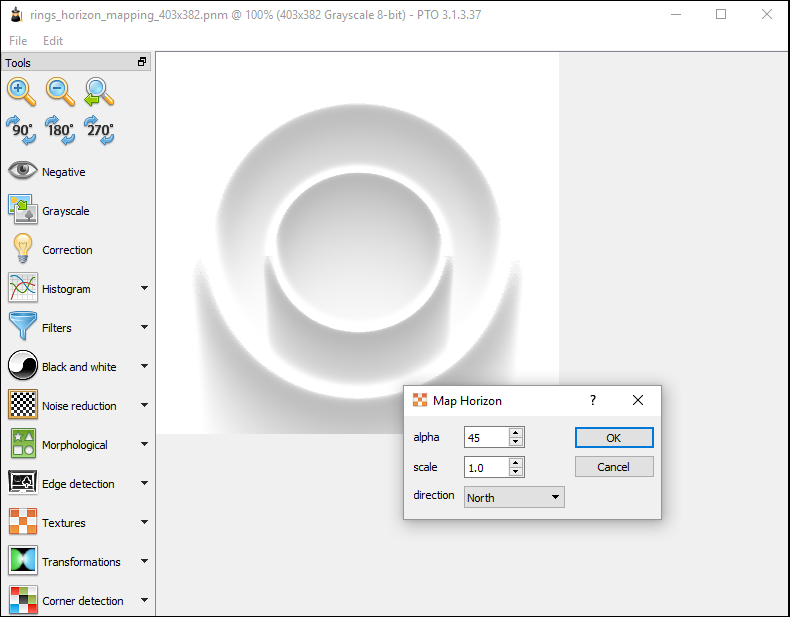 rings_horizon_mapping_403x382.pnm @ 100% (403x382 Grayscale 8-bit) - PTO 3.1.3.37
File Edit
Tools
90° 180° 270°
Negative
Grayscale
Correction
Histogram
Filters
Black and white
Noise reduction
Morphological
Edge detection
Textures
Transformations
Corner detection
Map Horizon ?
alpha 45 OK
scale 1.0 Cancel
direction North